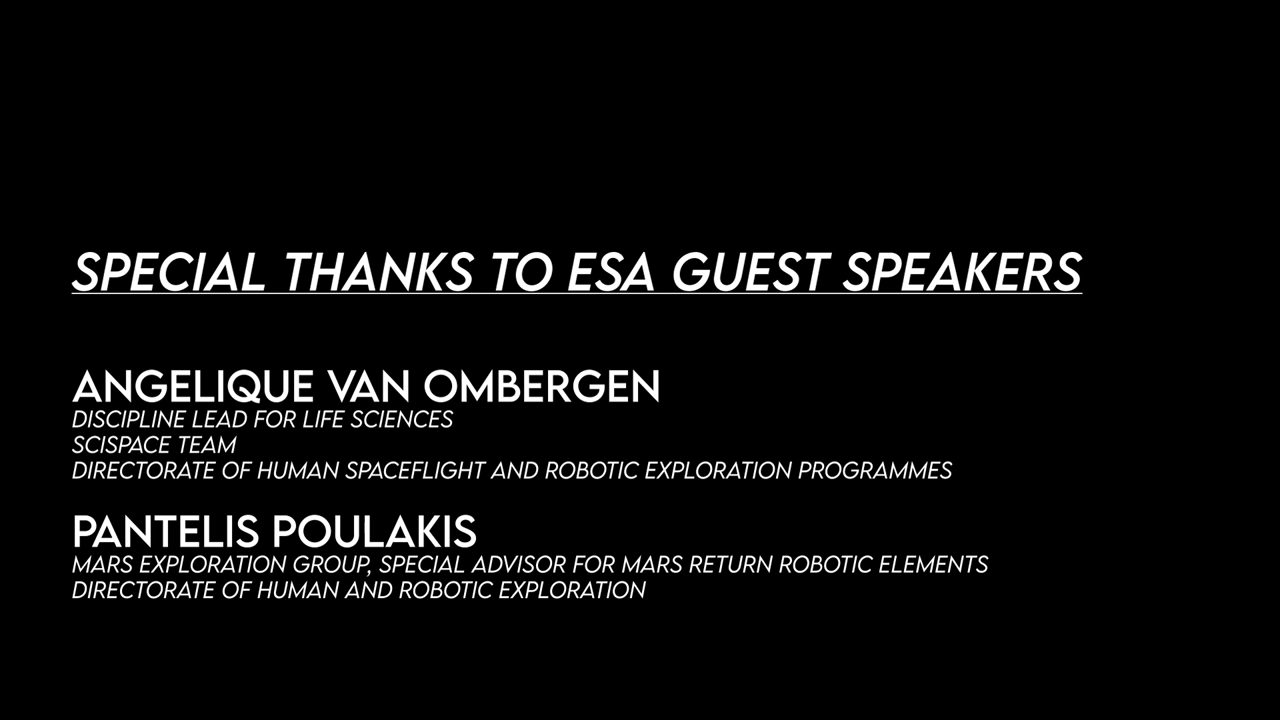 SPECIAL THANKS TO ESA GUEST SPEAKERS
ANGELIQUE VAN OMBERGEN
DISCIPLINE LEAD FOR LIFE SCIENCES
SCISPACE TEAM
DIRECTORATE OF HUMAN SPACEFLIGHT AND ROBOTIC EXPLORATION PROGRAMMES
PANTELIS POULAKIS
MARS EXPLORATION GROUP, SPECIAL ADVISOR FOR MARS RETURN ROBOTIC ELEMENTS
DIRECTORATE OF HUMAN AND ROBOTIC EXPLORATION